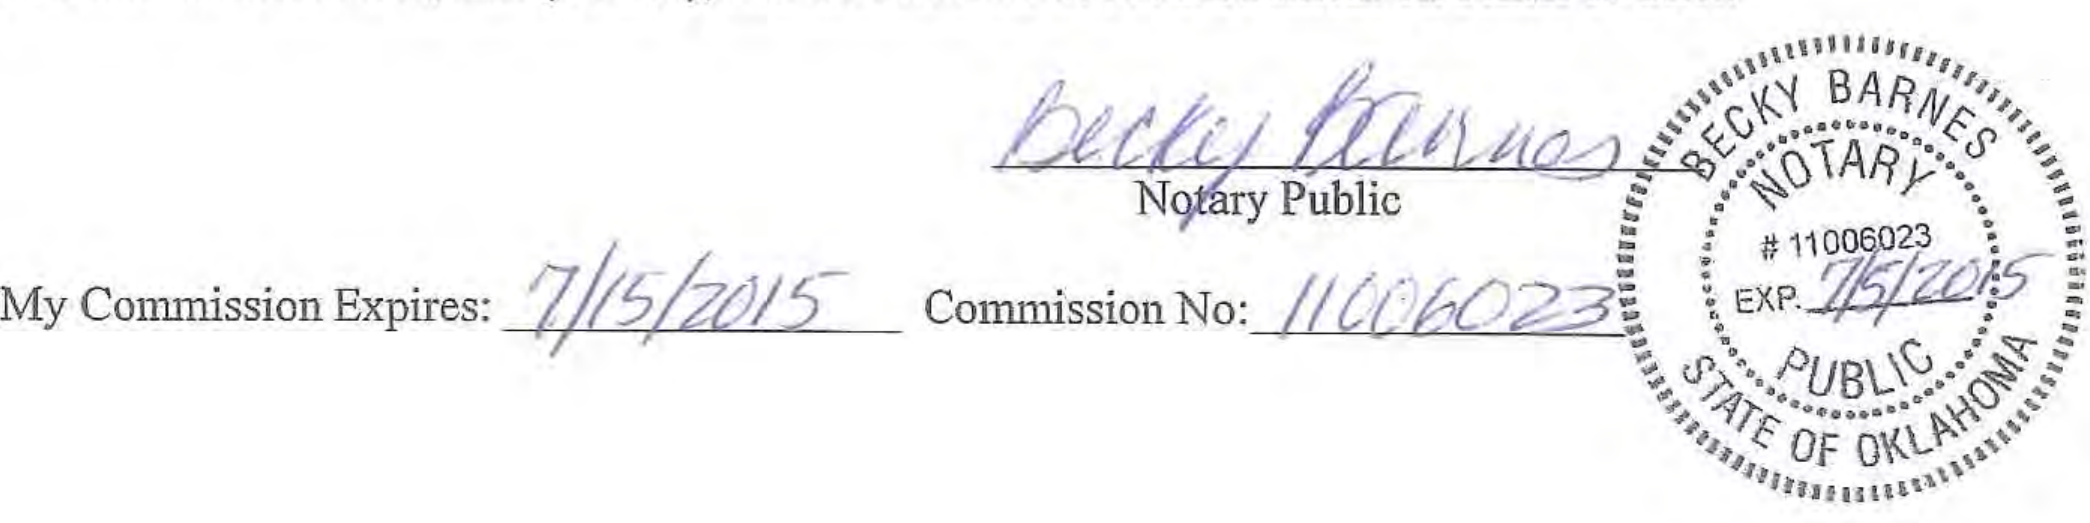 Becky Barnes
Notary Public
My Commission Expires: 7/15/2015 Commission No: 11006023
BECKY BARNES
NOTARY
# 11006023
EXP. 7/15/2015
PUBLIC
STATE OF OKLAHOMA